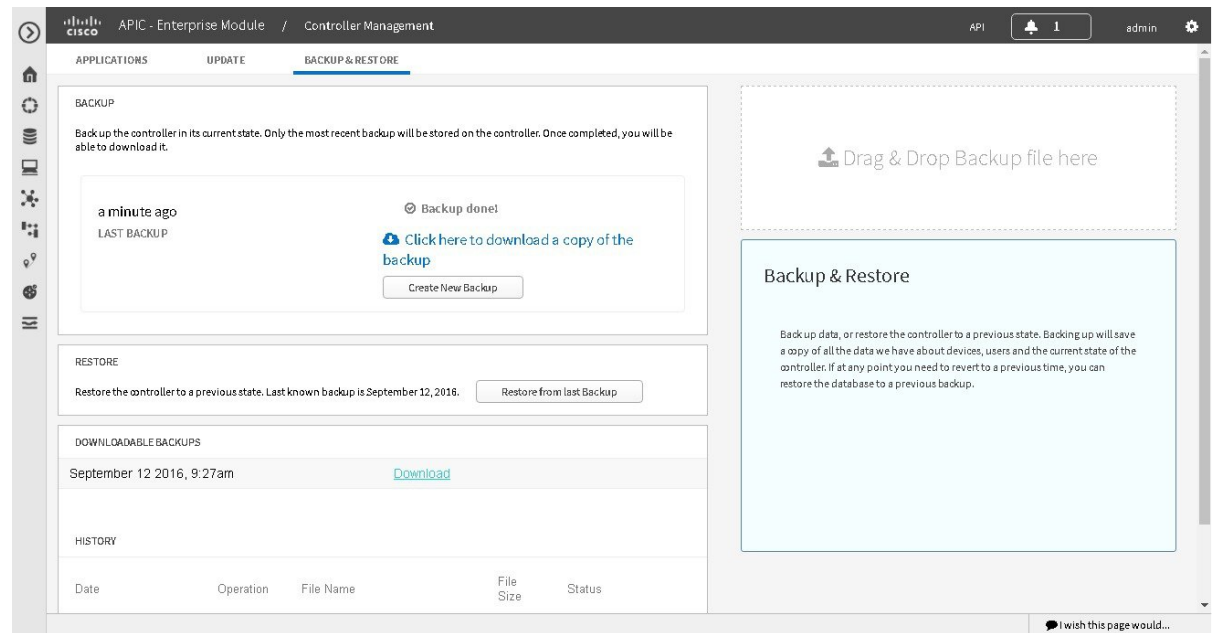 CISCO APIC - Enterprise Module / Controller Management
API 1 admin
APPLICATIONS UPDATE BACKUP & RESTORE
BACKUP
Back up the controller in its current state. Only the most recent backup will be stored on the controller. Once completed, you will be
able to download it.
a minute ago
LAST BACKUP
Backup done!
Click here to download a copy of the
backup
Create New Backup
RESTORE
Restore the controller to a previous state. Last known backup is September 12, 2016. Restore from last Backup
DOWNLOADABLE BACKUPS
September 12 2016, 9:27am Download
HISTORY
Date Operation File Name File Size Status
Drag & Drop Backup file here
Backup & Restore
Back up data, or restore the controller to a previous state. Backing up will save
a copy of all the data we have about devices, users and the current state of the
controller. If at any point you need to revert to a previous time, you can
restore the database to a previous backup.
I wish this page would...